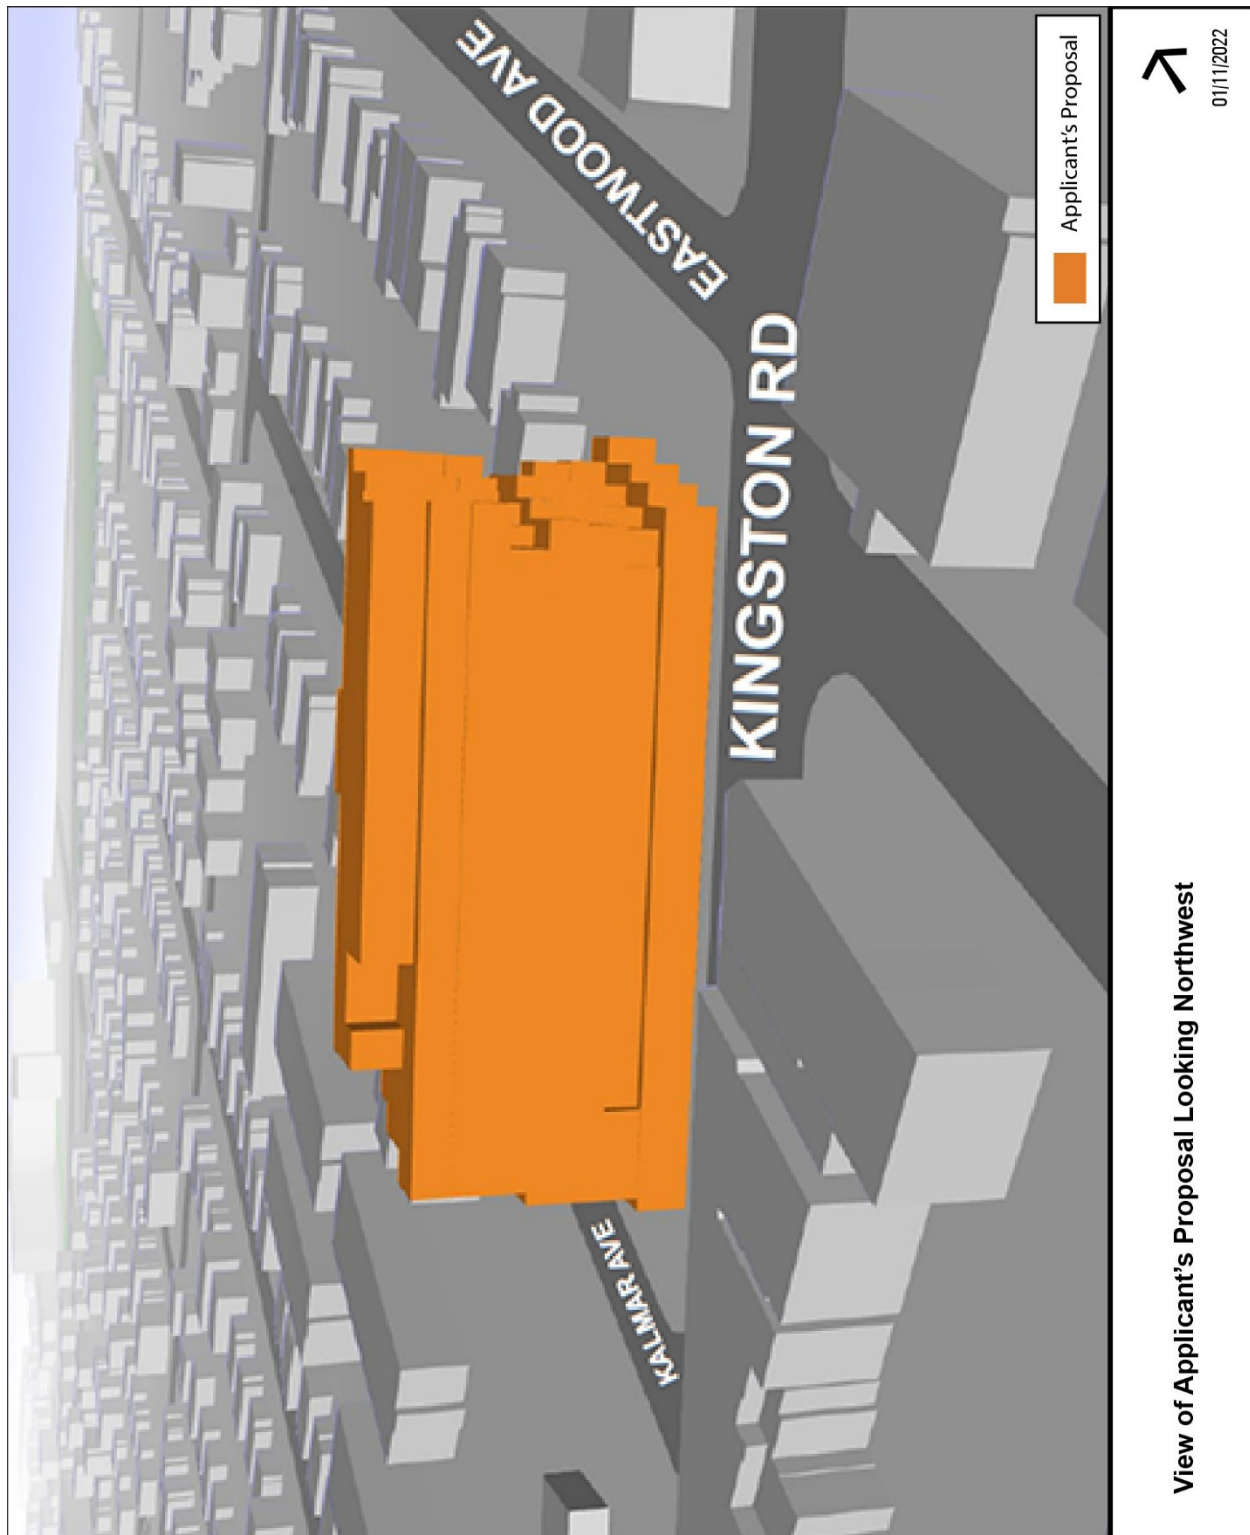 EASTWOOD AVE
KINGSTON RD
KALMAR AVE
Applicant's Proposal
View of Applicant's Proposal Looking Northwest
01/11/2022